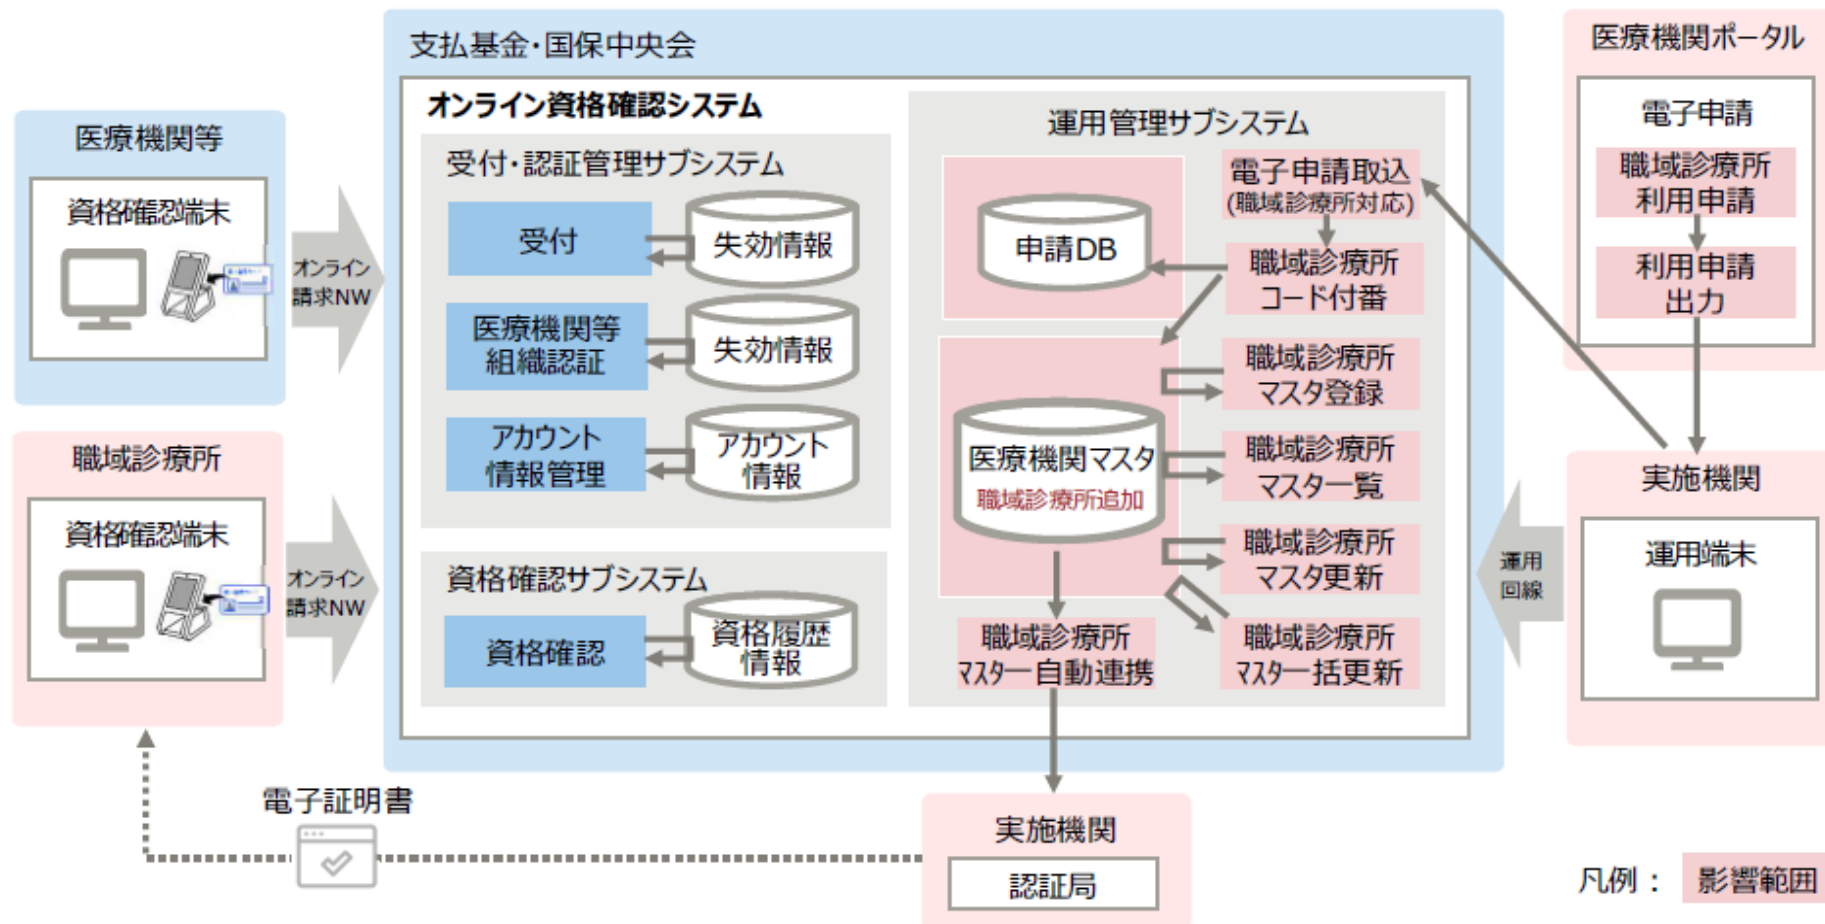 支払基金・国保中央会
オンライン資格確認システム
医療機関等
資格確認端末
オンライン
請求NW
職域診療所
資格確認端末
オンライン
請求NW
受付・認証管理サブシステム
受付
失効情報
医療機関等
組織認証
失効情報
アカウント
情報管理
アカウント
情報
資格確認サブシステム
資格確認
資格履歴
情報
運用管理サブシステム
申請DB
電子申請取込
(職域診療所対応)
職域診療所
コード付番
医療機関マスタ
職域診療所追加
職域診療所
マスタ登録
職域診療所
マスタ一覧
職域診療所
マスタ更新
職域診療所
マスター括更新
職域診療所
マスター自動連携
医療機関ポータル
電子申請
職域診療所
利用申請
利用申請
出力
実施機関
運用端末
運用
回線
電子証明書
実施機関
認証局
凡例：
影響範囲